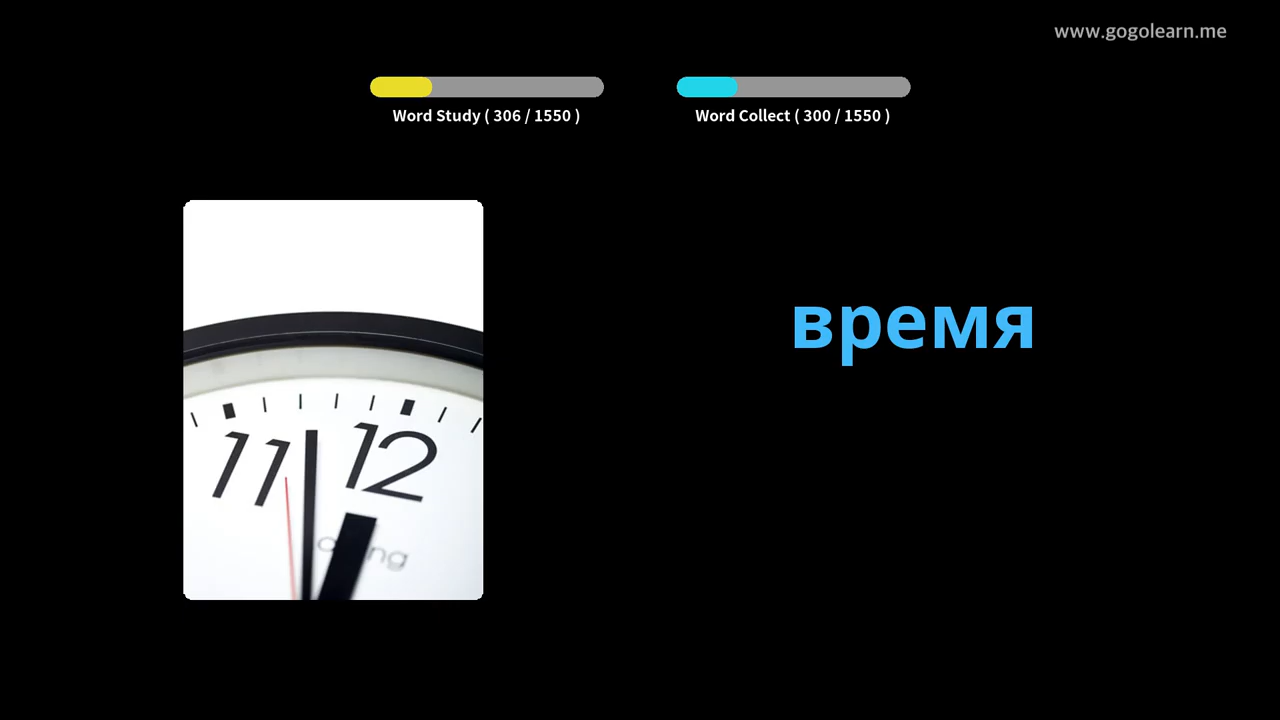 www.gogolearn.me
Word Study ( 306 / 1550 )
Word Collect ( 300 / 1550 )
время
11 12